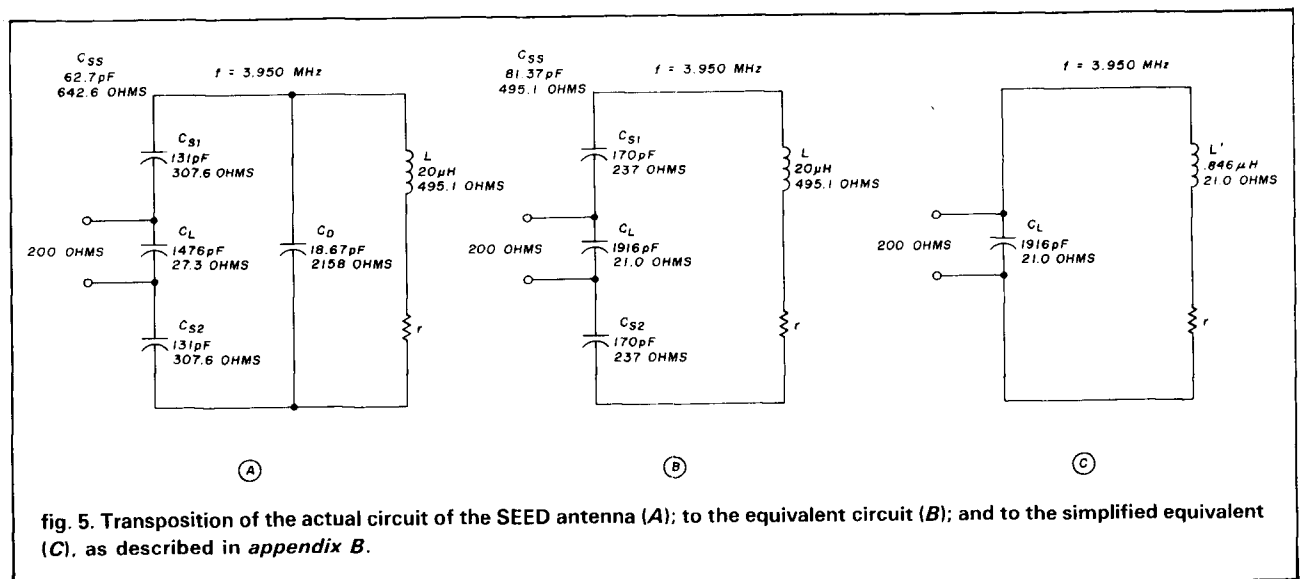 C_SS
62.7pF
642.6 OHMS
f = 3.950 MHz
C_S1
131pF
307.6 OHMS
200 OHMS
C_L
1476pF
27.3 OHMS
C_S2
131pF
307.6 OHMS
C_D
18.67pF
2158 OHMS
L
20μH
495.1 OHMS
r
A
C_SS
81.37pF
495.1 OHMS
f = 3.950 MHz
C_S1
170pF
237 OHMS
200 OHMS
C_L
1916pF
21.0 OHMS
C_S2
170pF
237 OHMS
L
20μH
495.1 OHMS
r
B
f = 3.950 MHz
200 OHMS
C_L
1916pF
21.0 OHMS
L'
.846μH
21.0 OHMS
r
C
fig. 5. Transposition of the actual circuit of the SEED antenna (A); to the equivalent circuit (B); and to the simplified equivalent
(C), as described in appendix B.